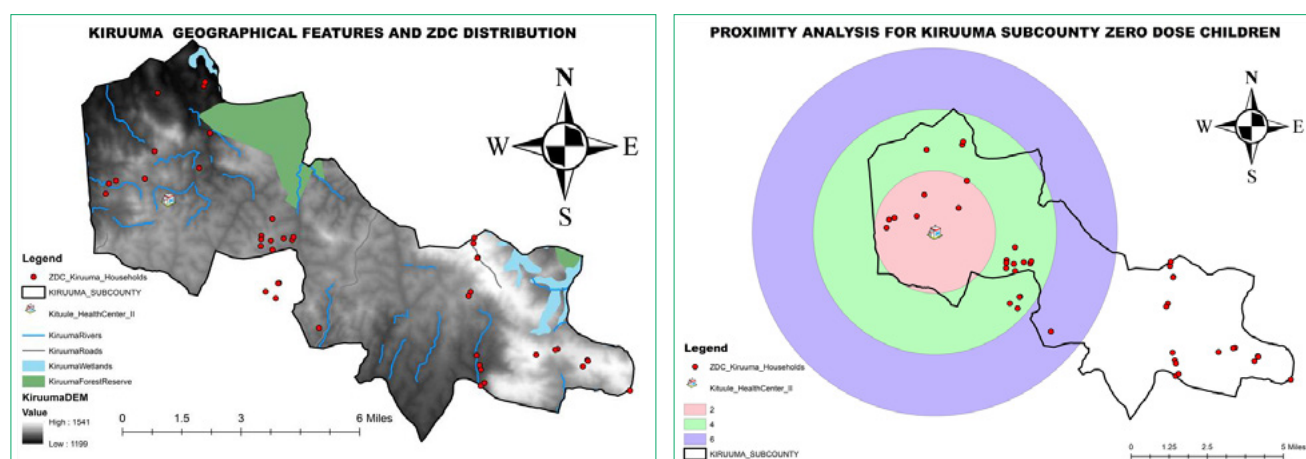 KIRUUMA GEOGRAPHICAL FEATURES AND ZDC DISTRIBUTION
N
W E
S
Legend
ZDC_Kiruuma_Households
KIRUUMA_SUBCOUNTY
Kituule_HealthCenter_II
KiruumaRivers
KiruumaRoads
KiruumaWetlands
KiruumaForestReserve
KiruumaDEM
Value
High : 1541
Low : 1199
0 1.5 3 6 Miles
PROXIMITY ANALYSIS FOR KIRUUMA SUBCOUNTY ZERO DOSE CHILDREN
N
W E
S
Legend
ZDC_Kiruuma_Households
Kituule_HealthCenter_II
2
4
6
KIRUUMA_SUBCOUNTY
0 1.25 2.5 5 Miles